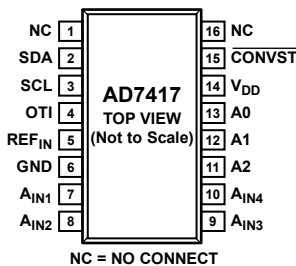 NC 1 16 NC
SDA 2 15 CONVST
SCL 3 14 VDD
OTI 4 AD7417 13 A0
TOP VIEW
REFIN 5 (Not to Scale) 12 A1
GND 6 11 A2
AIN1 7 10 AIN4
AIN2 8 9 AIN3
NC = NO CONNECT